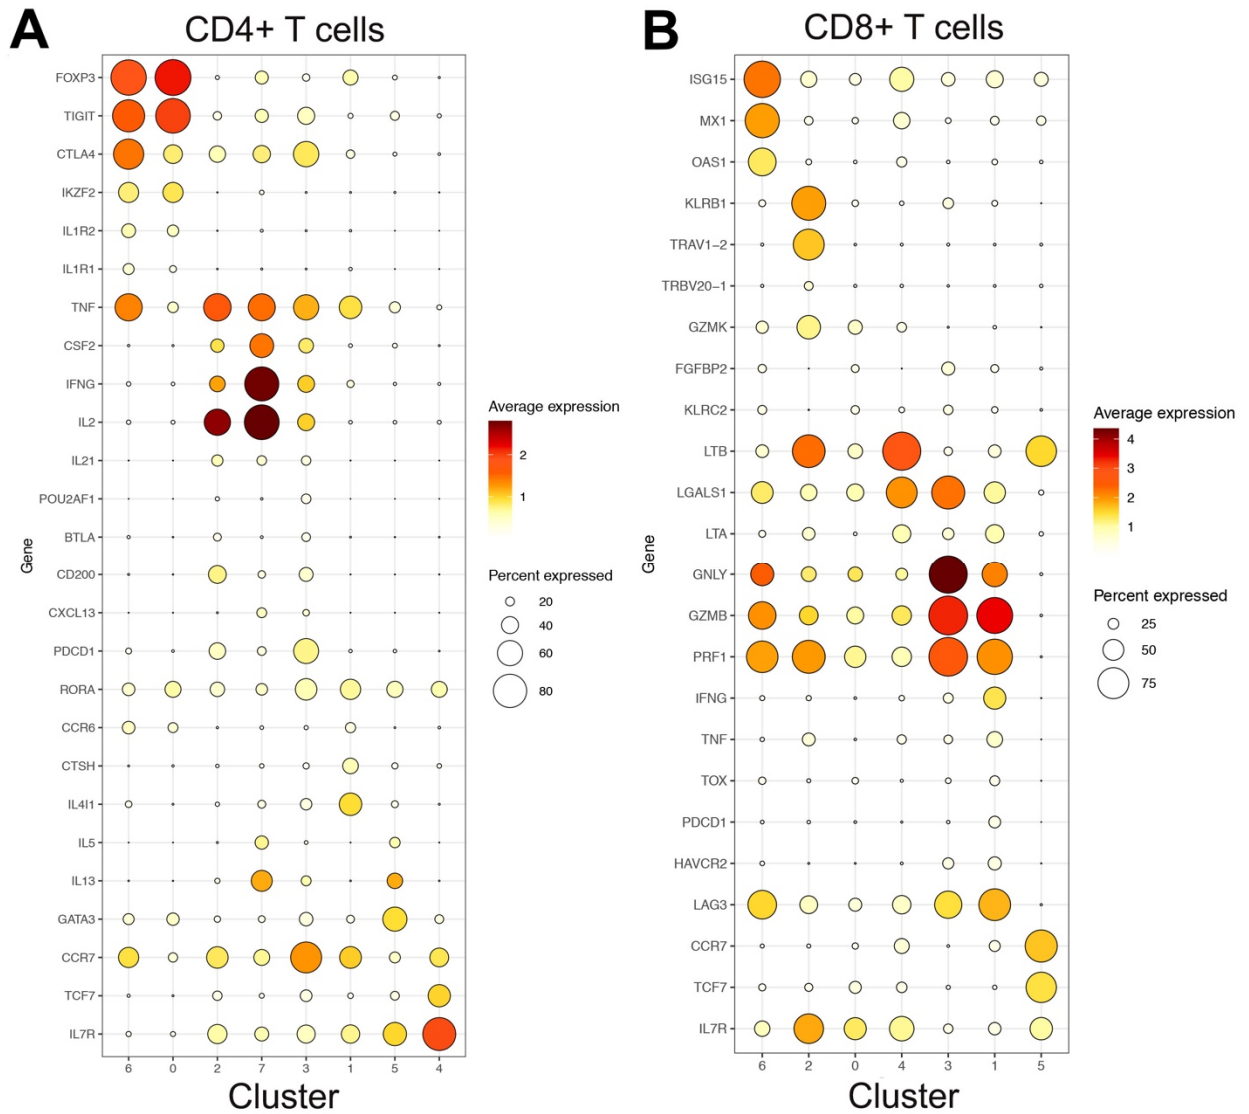 A
CD4+ T cells
FOXP3
TIGIT
CTLA4
IKZF2
IL1R2
IL1R1
TNF
CSF2
IFNG
IL2
IL21
POU2AF1
BTLA
CD200
CXCL13
PDCD1
RORA
CCR6
CTSH
IL4I1
IL5
IL13
GATA3
CCR7
TCF7
IL7R
Gene
6 0 2 7 3 1 5 4
Cluster
Average expression
2
1
Percent expressed
20
40
60
80
B
CD8+ T cells
ISG15
MX1
OAS1
KLRB1
TRAV1-2
TRBV20-1
GZMK
FGFBP2
KLRC2
LTB
LGALS1
LTA
GNLY
GZMB
PRF1
IFNG
TNF
TOX
PDCD1
HAVCR2
LAG3
CCR7
TCF7
IL7R
Gene
6 2 0 4 3 1 5
Cluster
Average expression
4
3
2
1
Percent expressed
25
50
75